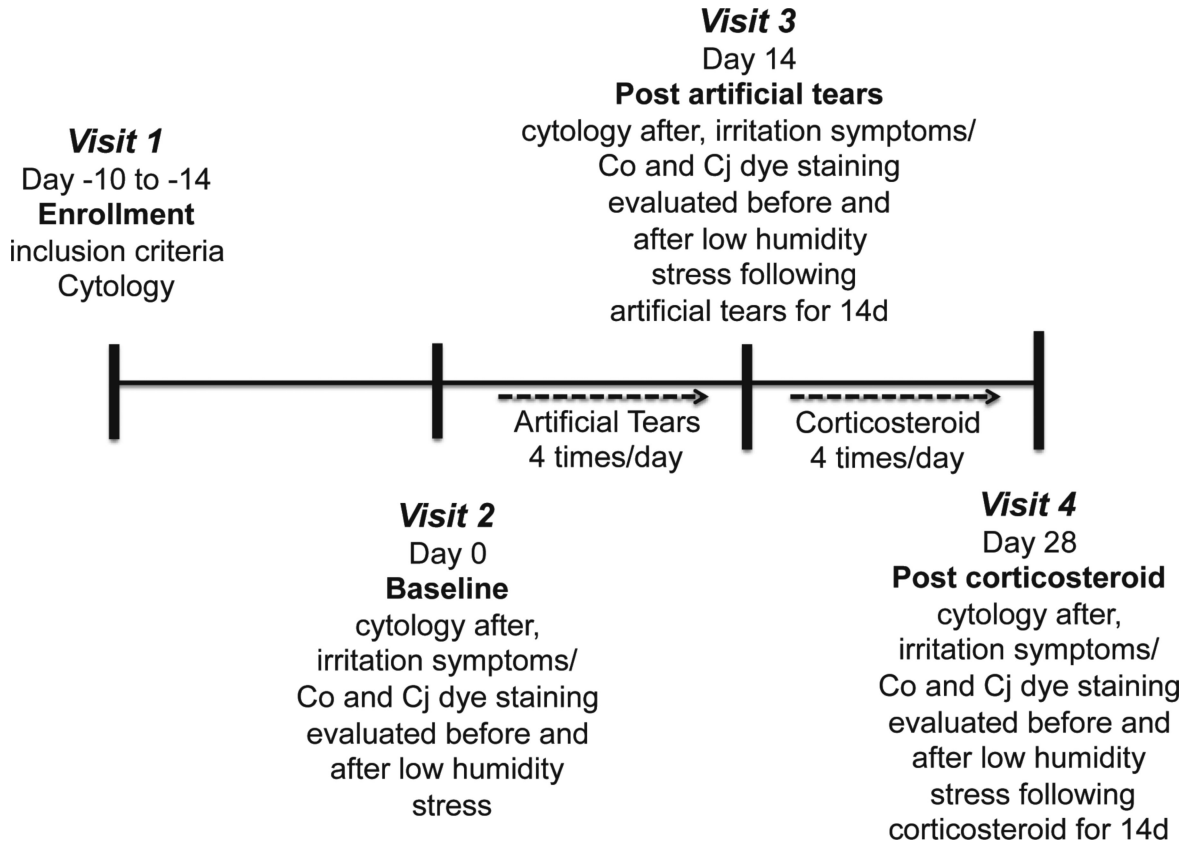 Visit 1
Day -10 to -14
Enrollment
inclusion criteria
Cytology
Visit 3
Day 14
Post artificial tears
cytology after, irritation symptoms/
Co and Cj dye staining
evaluated before and
after low humidity
stress following
artificial tears for 14d
Artificial Tears
4 times/day
Corticosteroid
4 times/day
Visit 2
Day 0
Baseline
cytology after,
irritation symptoms/
Co and Cj dye staining
evaluated before and
after low humidity
stress
Visit 4
Day 28
Post corticosteroid
cytology after,
irritation symptoms/
Co and Cj dye staining
evaluated before and
after low humidity
stress following
corticosteroid for 14d